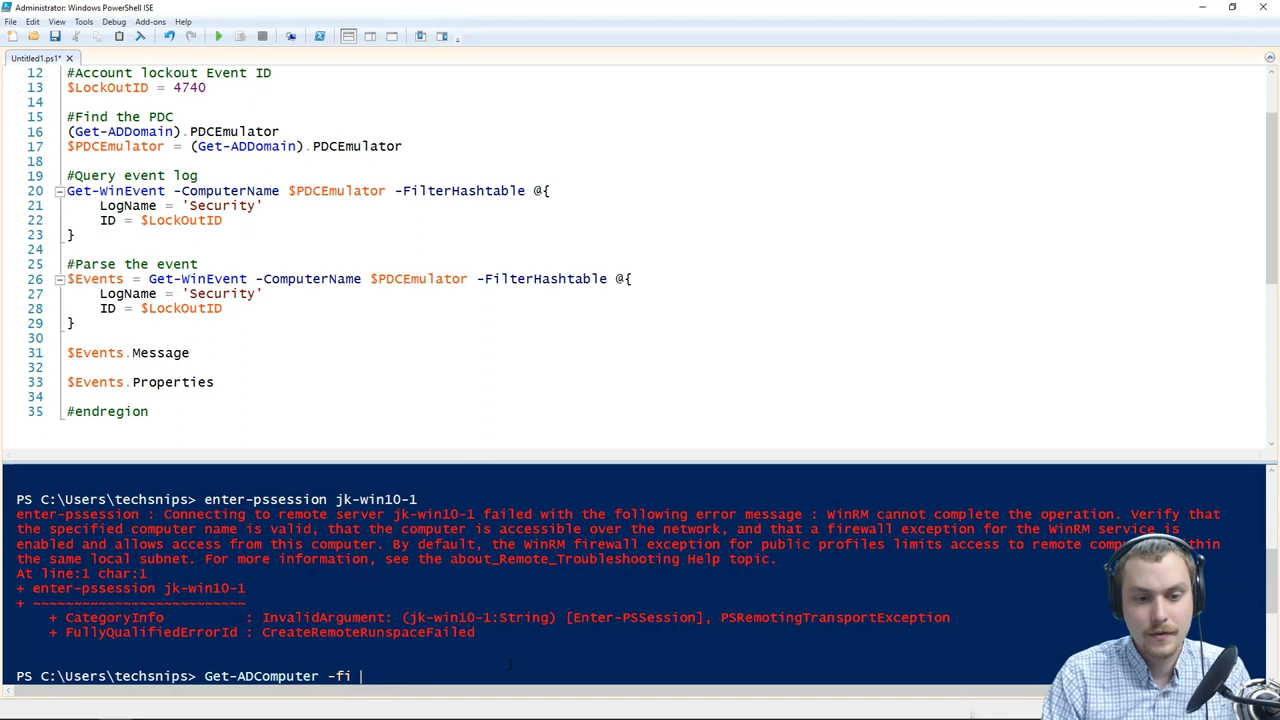 Administrator: Windows PowerShell ISE
File Edit View Tools Debug Add-ons Help
Untitled1.ps1*
12 #Account lockout Event ID
13 $LockOutID = 4740
14
15 #Find the PDC
16 (Get-ADDomain).PDCEmulator
17 $PDCEmulator = (Get-ADDomain).PDCEmulator
18
19 #Query event log
20 Get-WinEvent -ComputerName $PDCEmulator -FilterHashtable @{
21 LogName = 'Security'
22 ID = $LockOutID
23 }
24
25 #Parse the event
26 $Events = Get-WinEvent -ComputerName $PDCEmulator -FilterHashtable @{
27 LogName = 'Security'
28 ID = $LockOutID
29 }
30
31 $Events.Message
32
33 $Events.Properties
34
35 #endregion
PS C:\Users\techsnips> enter-pssession jk-win10-1
enter-pssession : Connecting to remote server jk-win10-1 failed with the following error message : WinRM cannot complete the operation. Verify that
the specified computer name is valid, that the computer is accessible over the network, and that a firewall exception for the WinRM service is
enabled and allows access from this computer. By default, the WinRM firewall exception for public profiles limits access to remote
the same local subnet. For more information, see the about_Remote_Troubleshooting Help topic.
At line:1 char:1
+ enter-pssession jk-win10-1
+ ~~~~~~~~~~~~~~~~~~~~~~~~~~
+ CategoryInfo : InvalidArgument: (jk-win10-1:String) [Enter-PSSession], PSRemotingTransportException
+ FullyQualifiedErrorId : CreateRemoteRunspaceFailed
PS C:\Users\techsnips> Get-ADComputer -fi